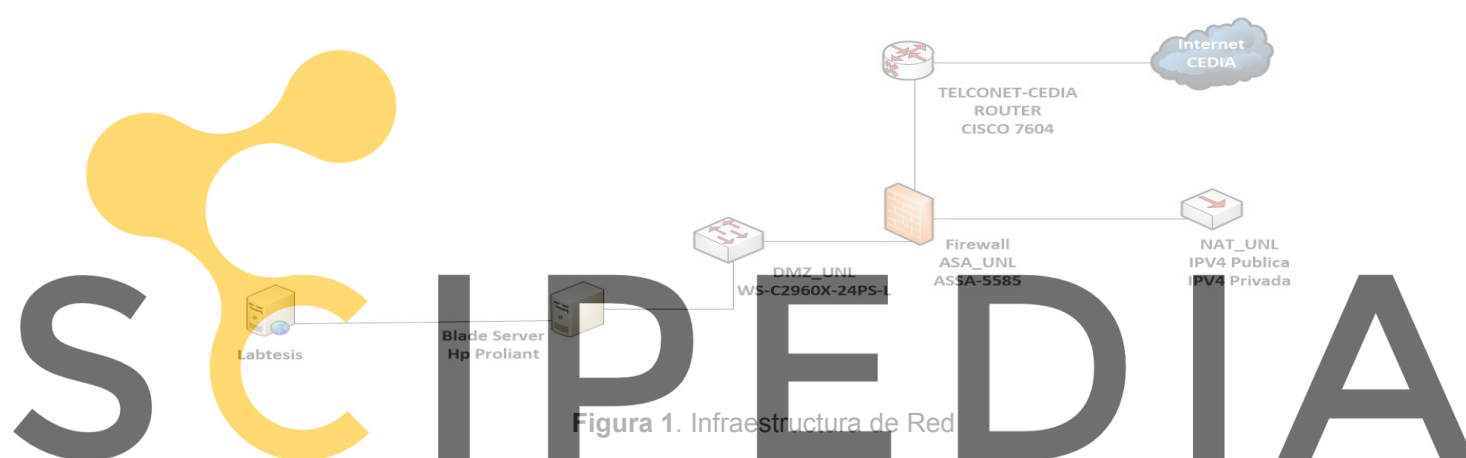 Internet
CEDIA
TELCONET-CEDIA
ROUTER
CISCO 7604
Firewall
ASA_UNL
ASSA-5585
NAT_UNL
IPV4 Publica
IPV4 Privada
DMZ_UNL
WS-C2960X-24PS-L
Blade Server
Hp Proliant
Labtesis
SCIPEDIA
Figura 1. Infraestructura de Red